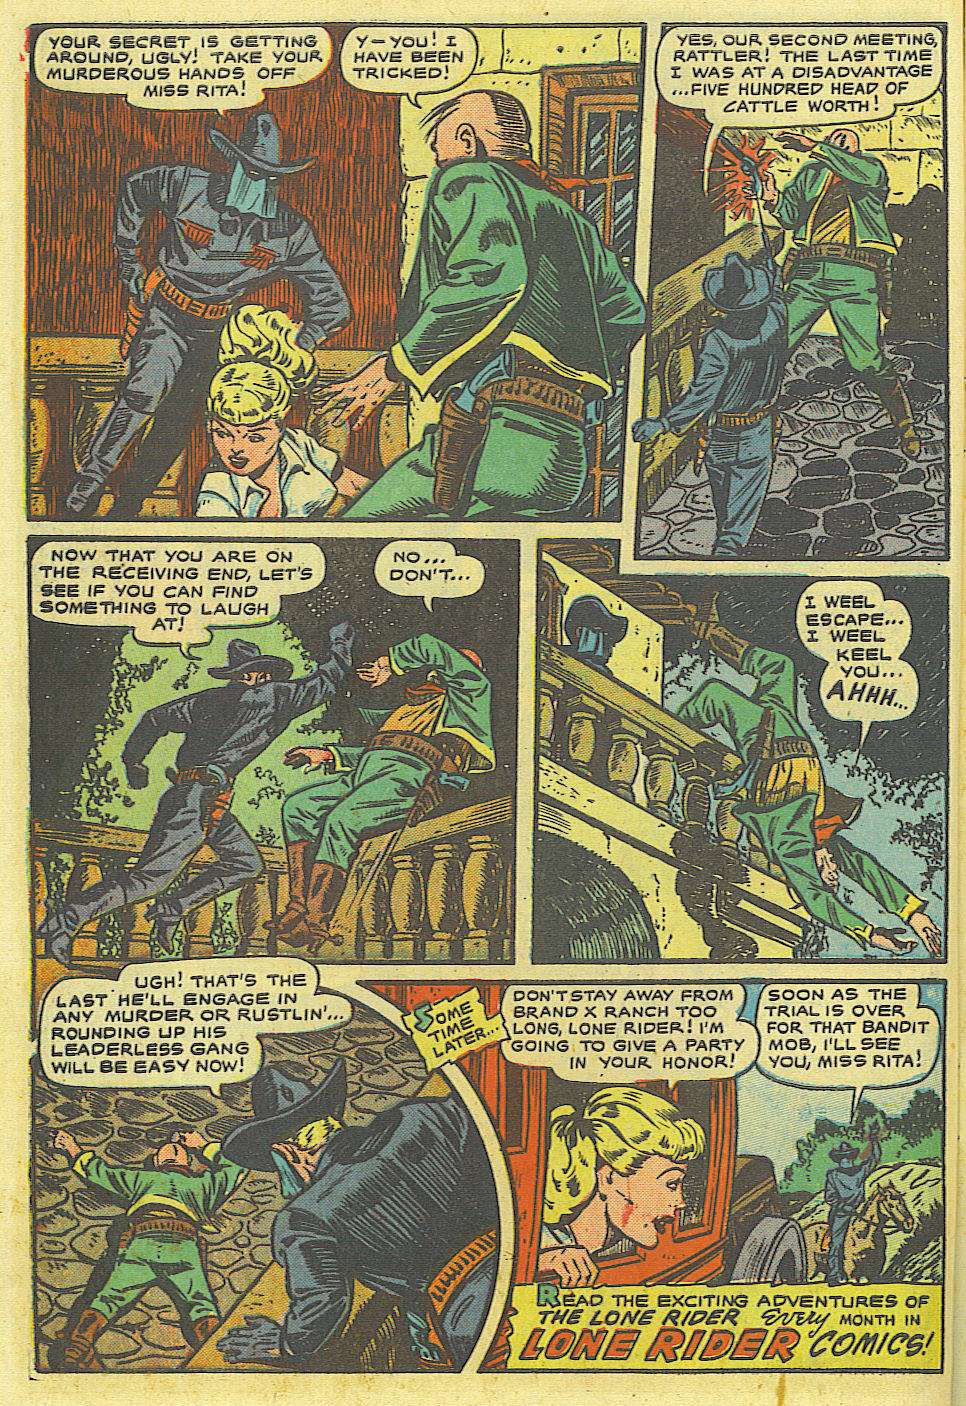 YOUR SECRET IS GETTING
AROUND, UGLY! TAKE YOUR
MURDEROUS HANDS OFF
MISS RITA!
Y-YOU! I
HAVE BEEN
TRICKED!
YES, OUR SECOND MEETING,
RATTLER! THE LAST TIME
I WAS AT A DISADVANTAGE
...FIVE HUNDRED HEAD OF
CATTLE WORTH!
NOW THAT YOU ARE ON
THE RECEIVING END, LET'S
SEE IF YOU CAN FIND
SOMETHING TO LAUGH
AT!
NO...
DON'T...
I WEEL
ESCAPE...
I WEEL
KEEL
YOU...
AHHH...
UGH! THAT'S THE
LAST HE'LL ENGAGE IN
ANY MURDER OR RUSTLIN'...
ROUNDING UP HIS
LEADERLESS GANG
WILL BE EASY NOW!
SOME
TIME
LATER...
DON'T STAY AWAY FROM
BRAND X RANCH TOO
LONG, LONE RIDER! I'M
GOING TO GIVE A PARTY
IN YOUR HONOR!
SOON AS THE
TRIAL IS OVER
FOR THAT BANDIT
MOB, I'LL SEE
YOU, MISS RITA!
READ THE EXCITING ADVENTURES OF
THE LONE RIDER Every MONTH IN
LONE RIDER COMICS!